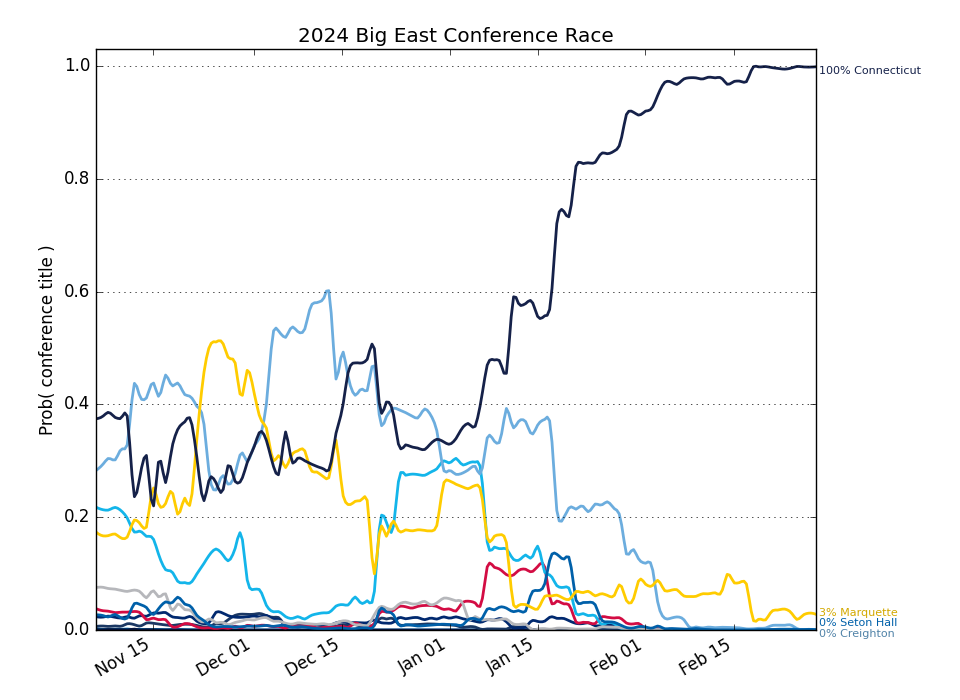 2024 Big East Conference Race
Prob( conference title )
1.0
0.8
0.6
0.4
0.2
0.0
Nov 15
Dec 01
Dec 15
Jan 01
Jan 15
Feb 01
Feb 15
100% Connecticut
3% Marquette
0% Seton Hall
0% Creighton